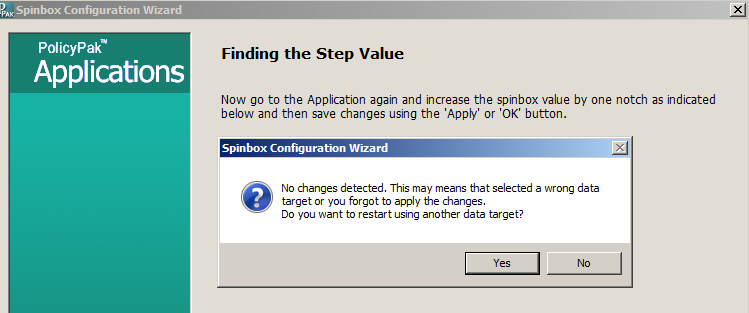 Spinbox Configuration Wizard
PolicyPak™
Applications
Finding the Step Value
Now go to the Application again and increase the spinbox value by one notch as indicated
below and then save changes using the 'Apply' or 'OK' button.
Spinbox Configuration Wizard
No changes detected. This may means that selected a wrong data
target or you forgot to apply the changes.
Do you want to restart using another data target?
Yes
No